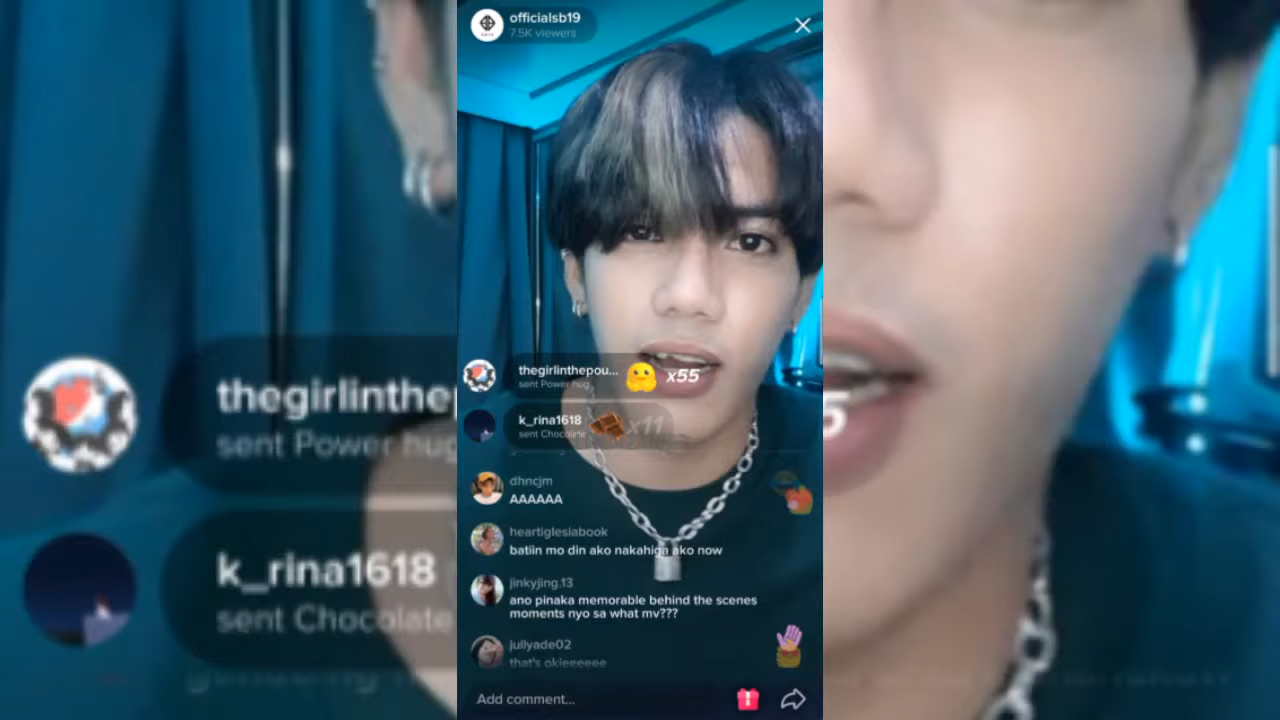 officialsb19
7.5K viewers
thegirlinthepou...
sent Power hug
x55
k_rina1618
sent Chocolate
x11
dhncjm
AAAAAA
heartiglesiabook
batiin mo din ako nakahiga ako now
jinkyjing.13
ano pinaka memorable behind the scenes
moments nyo sa what mv???
jullyade02
that's okieeeeee
Add comment...
thegirlinthe
sent Power hug
k_rina1618
sent Chocolate
5